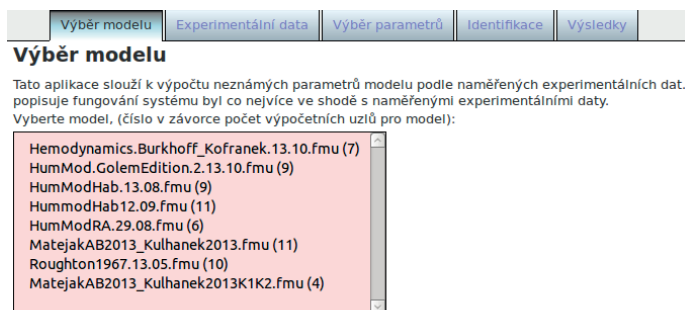 Výběr modelu Experimentální data Výběr parametrů Identifikace Výsledky
Výběr modelu
Tato aplikace slouží k výpočtu neznámých parametrů modelu podle naměřených experimentálních dat.
popisuje fungování systému byl co nejvíce ve shodě s naměřenými experimentálními daty.
Vyberte model, (číslo v závorce počet výpočetních uzlů pro model):
Hemodynamics.Burkhoff_Kofranek.13.10.fmu (7)
HumMod.GolemEdition.2.13.10.fmu (9)
HumModHab.13.08.fmu (9)
HummodHab12.09.fmu (11)
HumModRA.29.08.fmu (6)
MatejakAB2013_Kulhanek2013.fmu (11)
Roughton1967.13.05.fmu (10)
MatejakAB2013_Kulhanek2013K1K2.fmu (4)